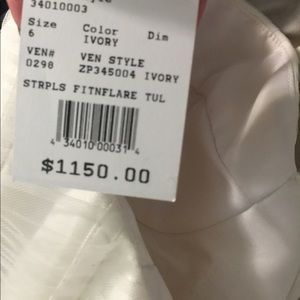 34010003
Size Color Dim
6 IVORY
VEN# VEN STYLE
0298 ZP345004 IVORY
STRPLS FITNFLARE TUL
4 34010 00031 4
$1150.00